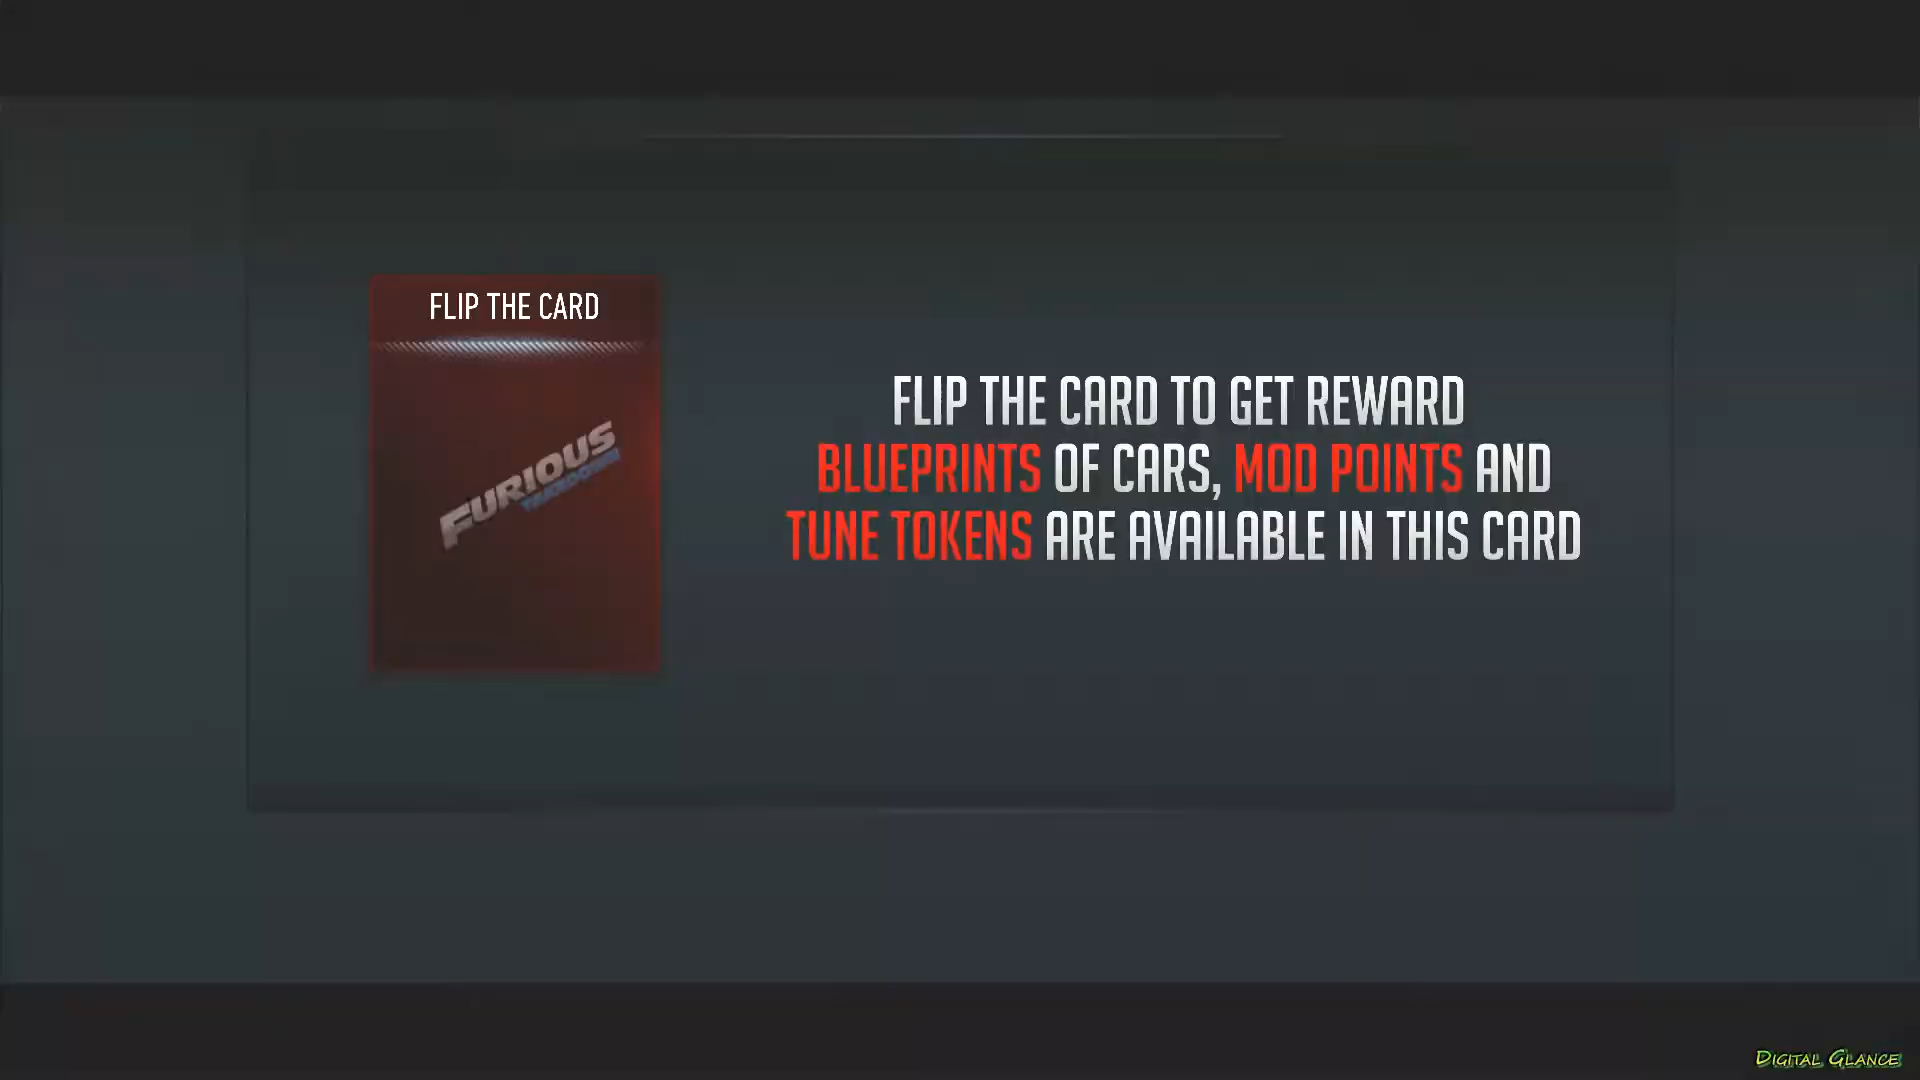 FLIP THE CARD
FURIOUS
TAKEDOWN
FLIP THE CARD TO GET REWARD
BLUEPRINTS OF CARS, MOD POINTS AND
TUNE TOKENS ARE AVAILABLE IN THIS CARD
DIGITAL GLANCE